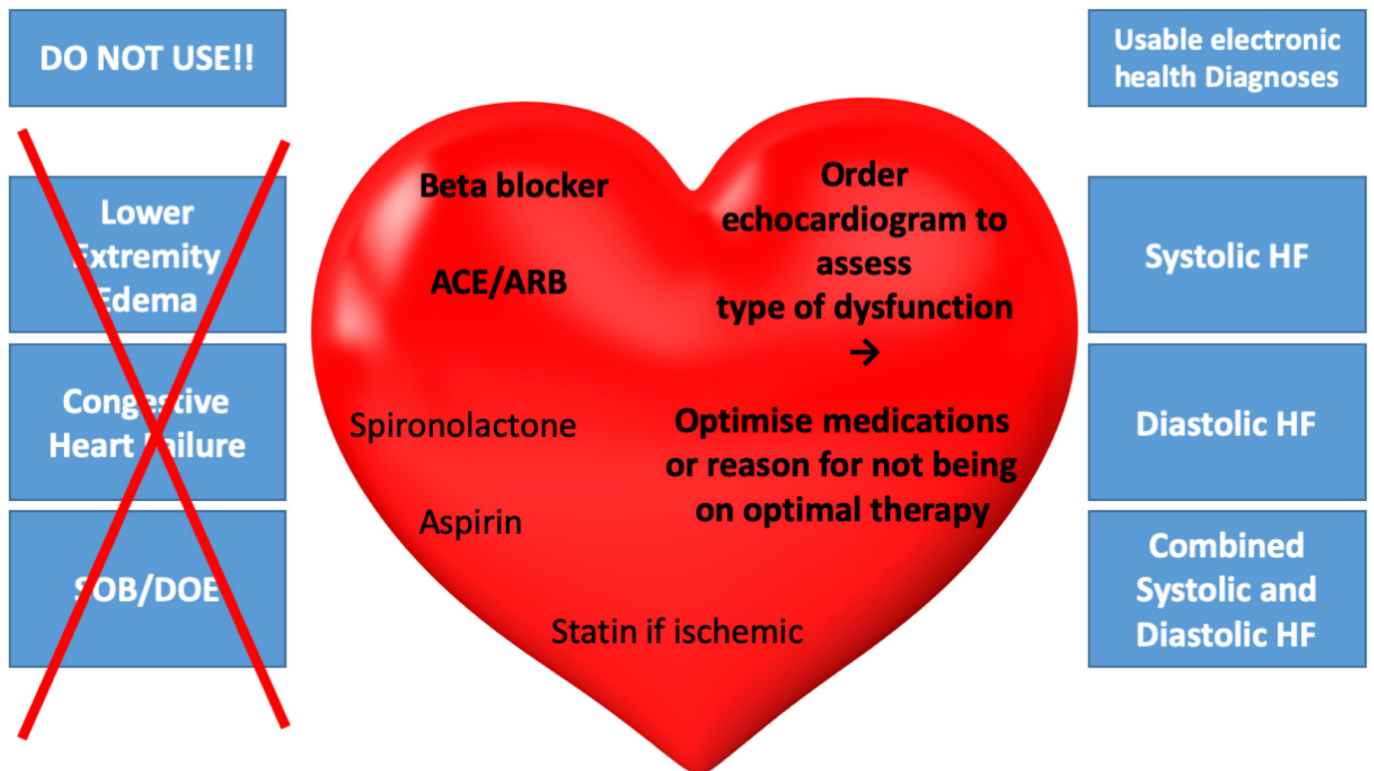 DO NOT USE!!
Lower
Extremity
Edema
Congestive
Heart Failure
SOB/DOE
Beta blocker
ACE/ARB
Spironolactone
Aspirin
Statin if ischemic
Order
echocardiogram to
assess
type of dysfunction
→
Optimise medications
or reason for not being
on optimal therapy
Usable electronic
health Diagnoses
Systolic HF
Diastolic HF
Combined
Systolic and
Diastolic HF